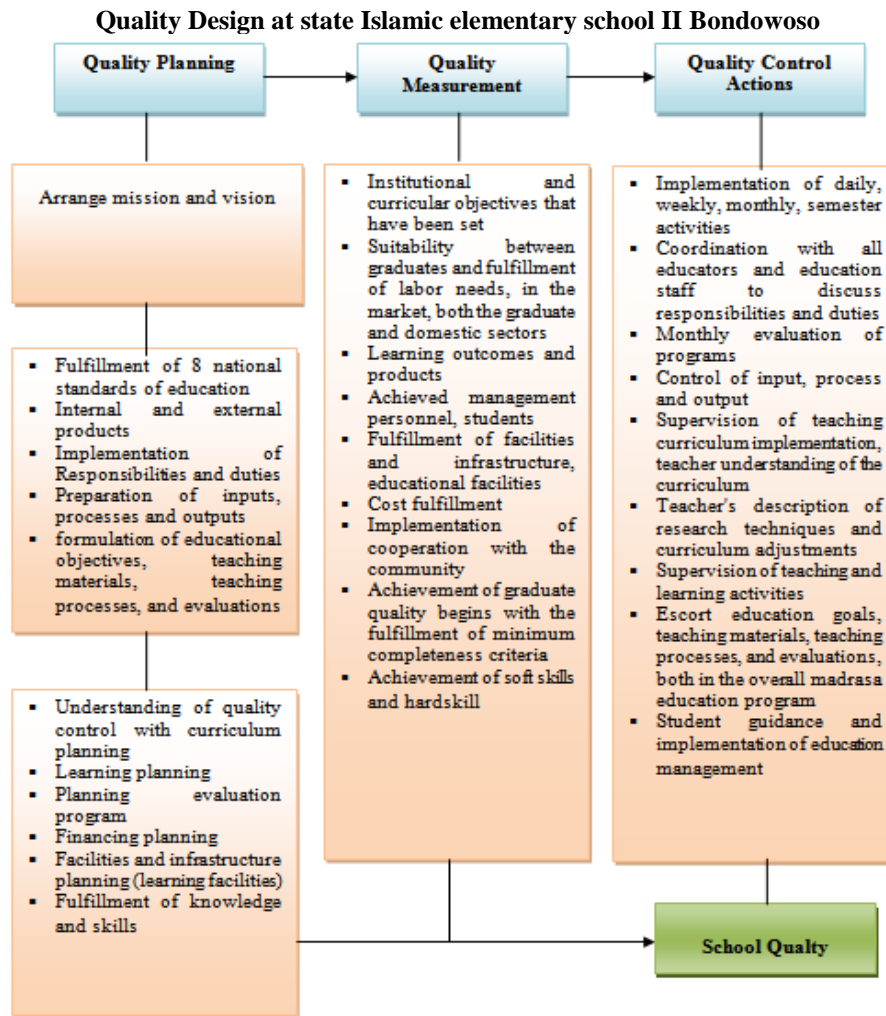 Quality Design at state Islamic elementary school II Bondowoso
Quality Planning
Arrange mission and vision
▪ Fulfillment of 8 national
standards of education
▪ Internal and external
products
▪ Implementation of
Responsibilities and duties
▪ Preparation of inputs,
processes and outputs
▪ formulation of educational
objectives, teaching
materials, teaching
processes, and evaluations
▪ Understanding of quality
control with curriculum
planning
▪ Learning planning
▪ Planning evaluation
program
▪ Financing planning
▪ Facilities and infrastructure
planning (learning facilities)
▪ Fulfillment of knowledge
and skills
Quality
Measurement
▪ Institutional and
curricular objectives that
have been set
▪ Suitability between
graduates and fulfillment
of labor needs, in the
market, both the graduate
and domestic sectors
▪ Learning outcomes and
products
▪ Achieved management
personnel, students
▪ Fulfillment of facilities
and infrastructure,
educational facilities
▪ Cost fulfillment
▪ Implementation of
cooperation with the
community
▪ Achievement of graduate
quality begins with the
fulfillment of minimum
completeness criteria
▪ Achievement of soft skills
and hardskill
Quality Control
Actions
▪ Implementation of daily,
weekly, monthly, semester
activities
▪ Coordination with all
educators and education
staff to discuss
responsibilities and duties
▪ Monthly evaluation of
programs
▪ Control of input, process
and output
▪ Supervision of teaching
curriculum implementation,
teacher understanding of the
curriculum
▪ Teacher's description of
research techniques and
curriculum adjustments
▪ Supervision of teaching and
learning activities
▪ Escort education goals,
teaching materials, teaching
processes, and evaluations,
both in the overall madrasa
education program
▪ Student guidance and
implementation of education
management
School Quality